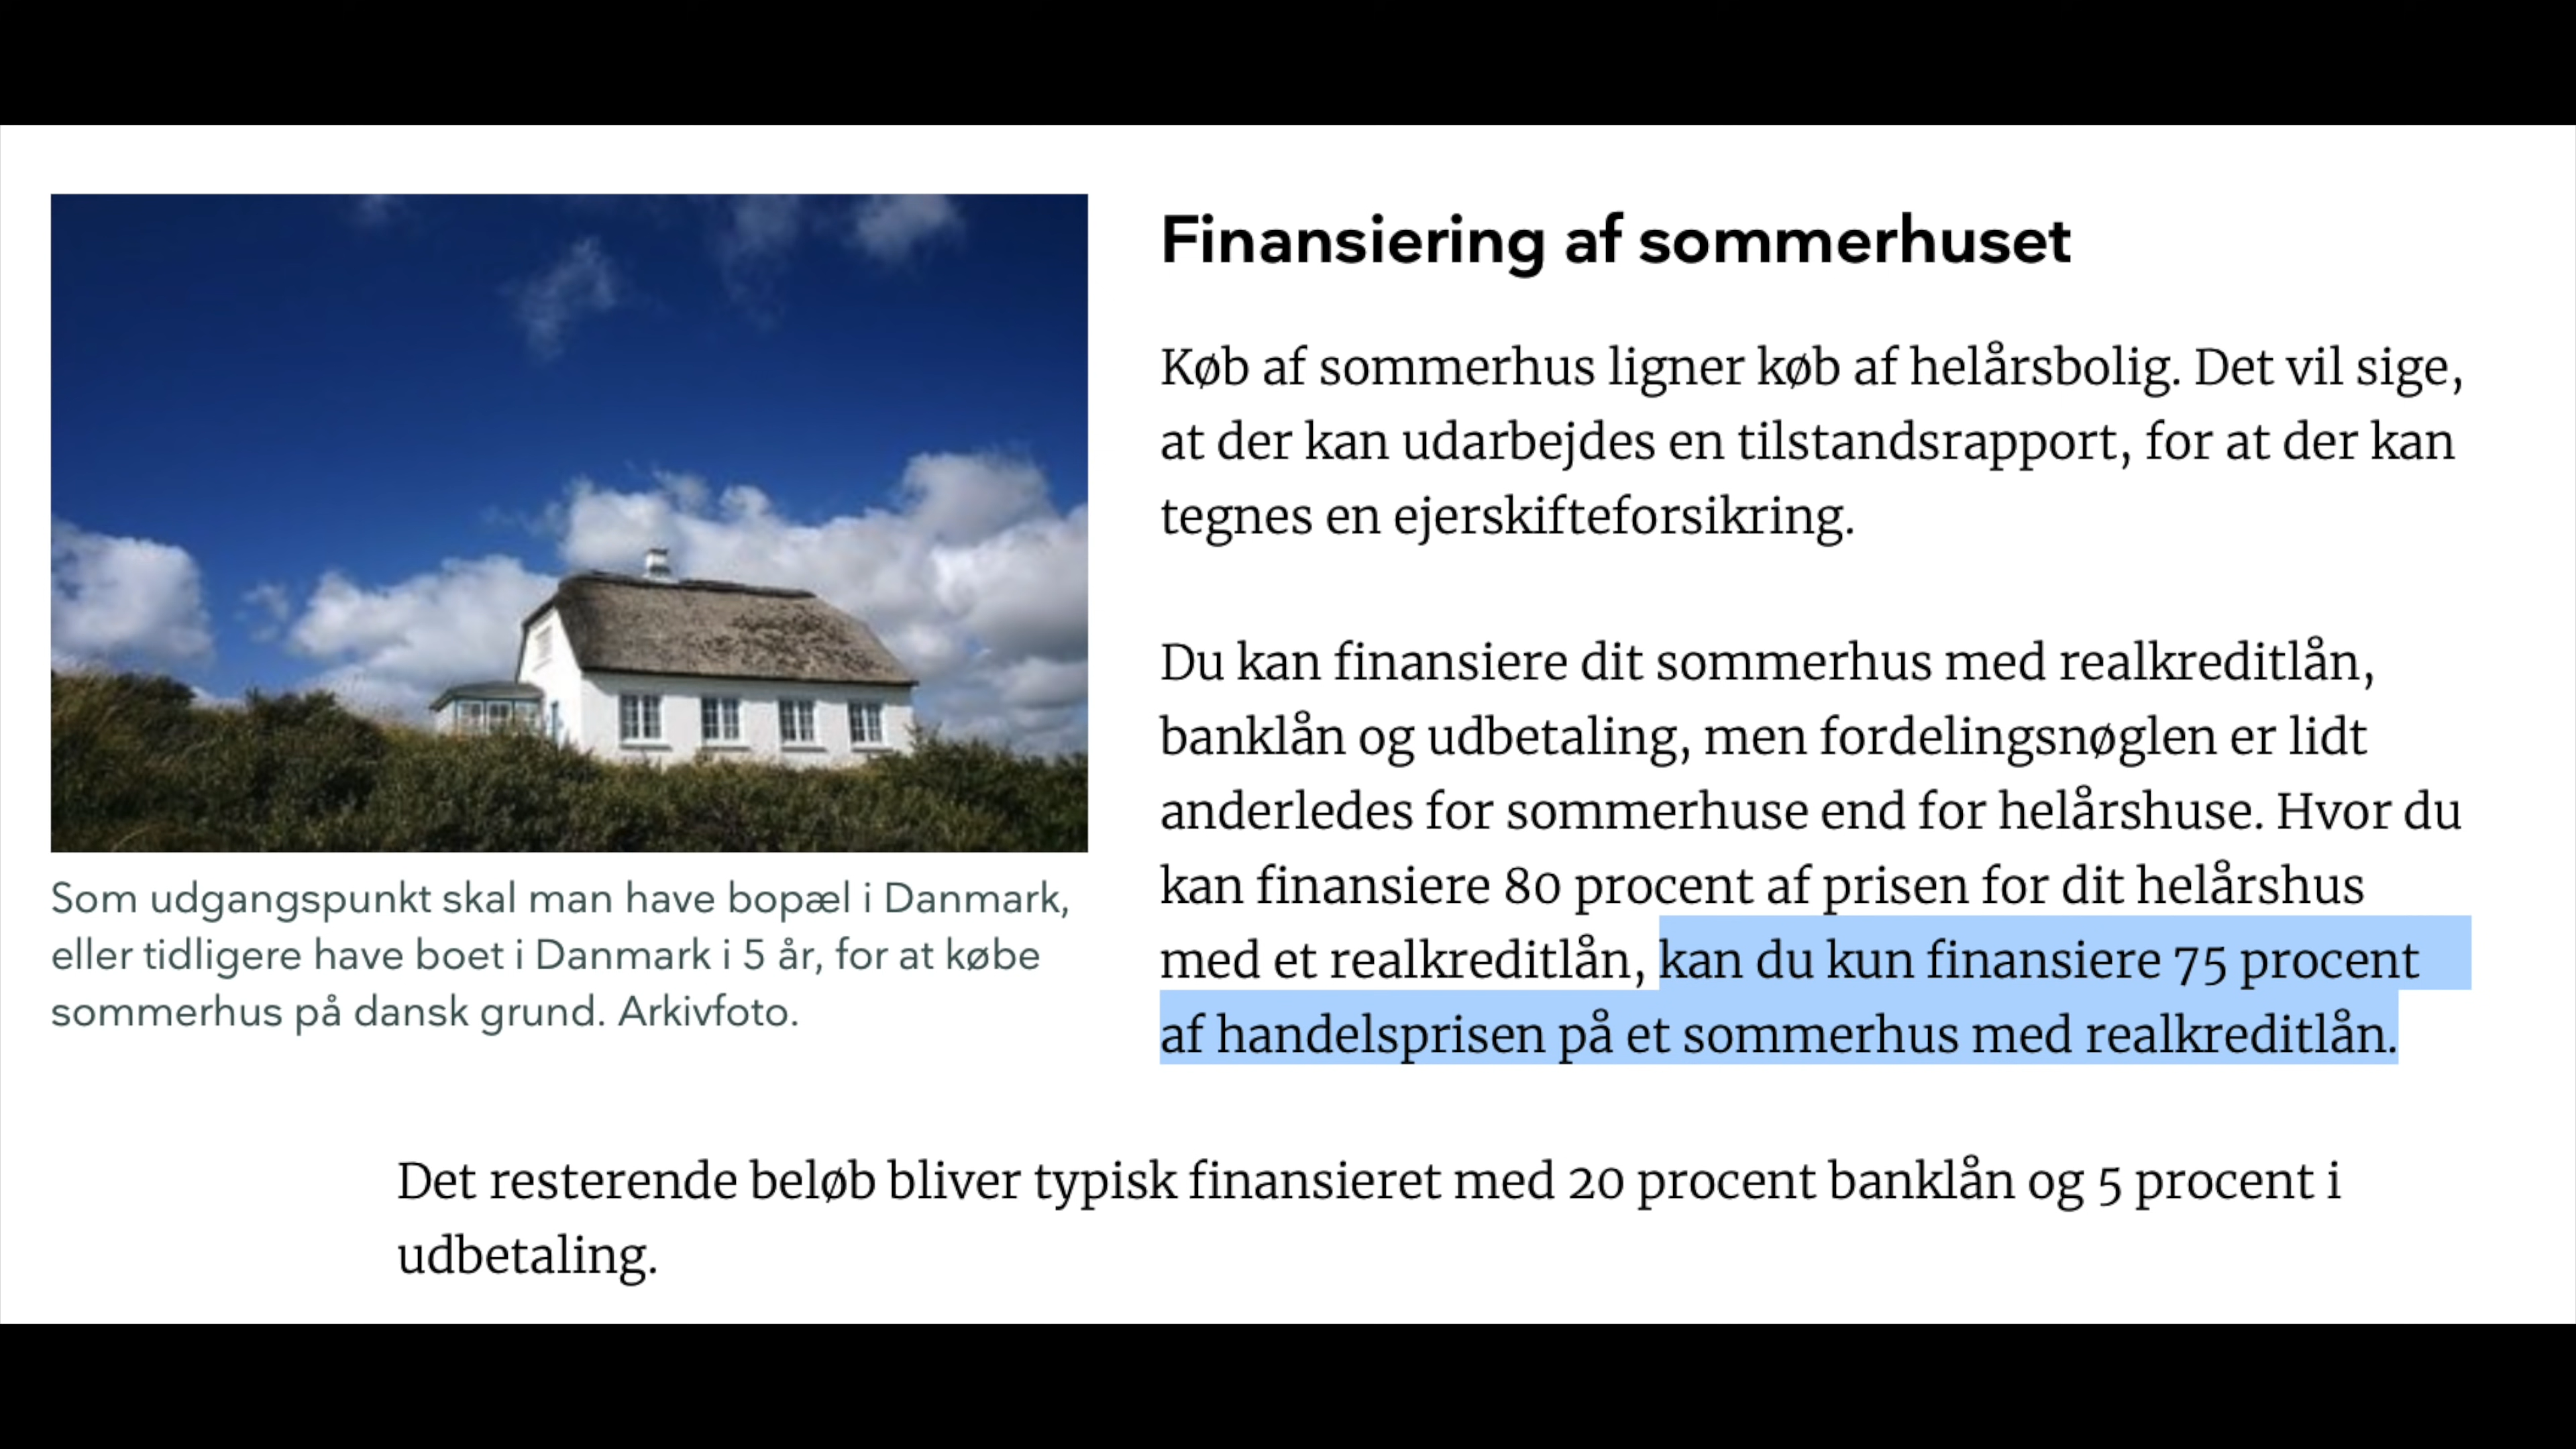 Finansiering af sommerhuset
Køb af sommerhus ligner køb af helårsbolig. Det vil sige,
at der kan udarbejdes en tilstandsrapport, for at der kan
tegnes en ejerskifteforsikring.
Du kan finansiere dit sommerhus med realkreditlån,
banklån og udbetaling, men fordelingsnøglen er lidt
anderledes for sommerhuse end for helårshuse. Hvor du
kan finansiere 80 procent af prisen for dit helårshus
med et realkreditlån, kan du kun finansiere 75 procent
af handelsprisen på et sommerhus med realkreditlån.
Som udgangspunkt skal man have bopæl i Danmark,
eller tidligere have boet i Danmark i 5 år, for at købe
sommerhus på dansk grund. Arkivfoto.
Det resterende beløb bliver typisk finansieret med 20 procent banklån og 5 procent i
udbetaling.